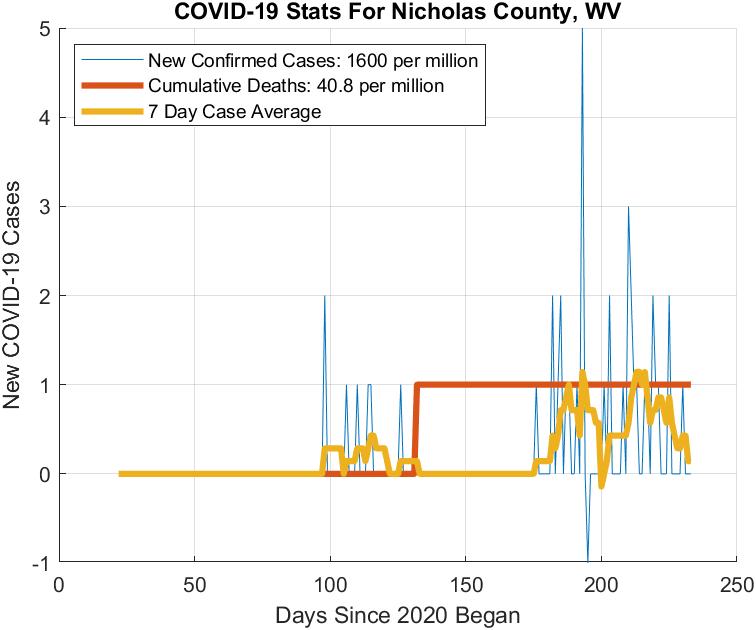 COVID-19 Stats For Nicholas County, WV
New Confirmed Cases: 1600 per million
Cumulative Deaths: 40.8 per million
7 Day Case Average
New COVID-19 Cases
5
4
3
2
1
0
-1
0 50 100 150 200 250
Days Since 2020 Began